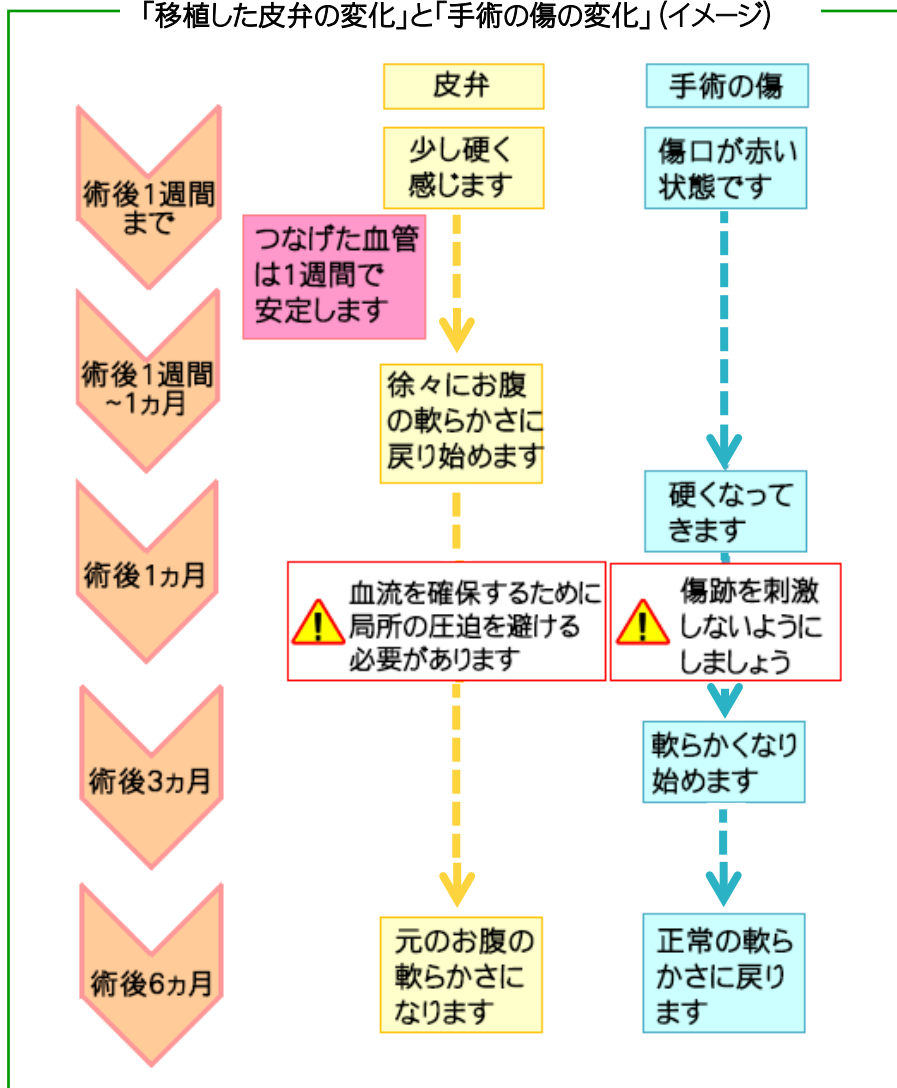 「移植した皮弁の変化」と「手術の傷の変化」(イメージ)
皮弁
手術の傷
術後1週間
まで
少し硬く
感じます
傷口が赤い
状態です
つなげた血管
は1週間で
安定します
術後1週間
~1ヵ月
徐々にお腹
の軟らかさに
戻り始めます
硬くなって
きます
術後1ヵ月
血流を確保するために
局所の圧迫を避ける
必要があります
傷跡を刺激
しないように
しましょう
術後3ヵ月
軟らかくなり
始めます
術後6ヵ月
元のお腹の
軟らかさに
なります
正常の軟ら
かさに戻り
ます